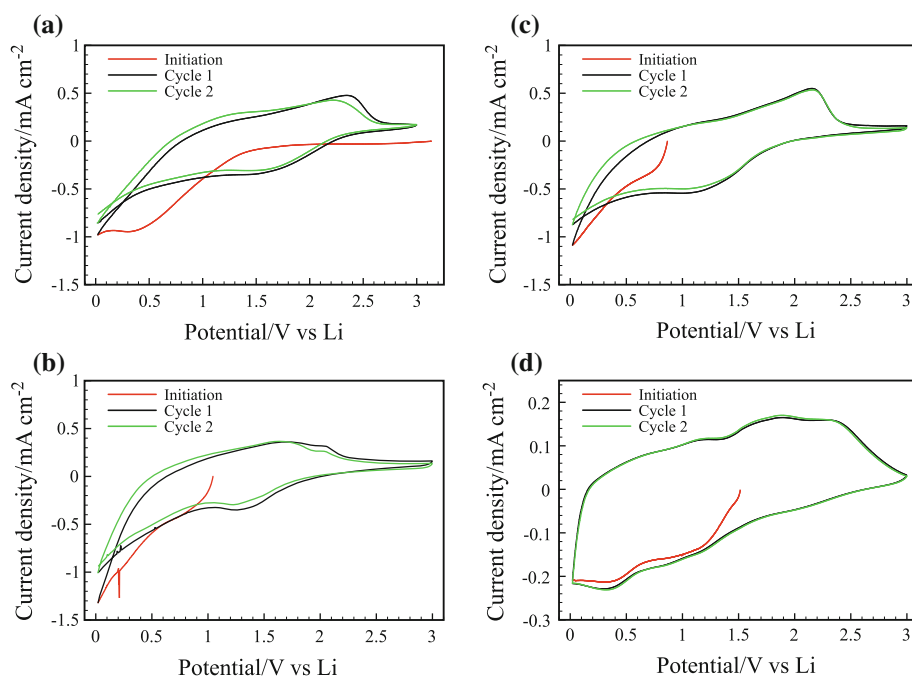 (a)
1
0.5
0
-0.5
-1
-1.5
0
0.5
1
1.5
2
2.5
3
Current density/mA cm-2
Potential/V vs Li
Initiation
Cycle 1
Cycle 2
(c)
1
0.5
0
-0.5
-1
-1.5
0
0.5
1
1.5
2
2.5
3
Current density/mA cm-2
Potential/V vs Li
Initiation
Cycle 1
Cycle 2
(b)
1
0.5
0
-0.5
-1
-1.5
0
0.5
1
1.5
2
2.5
3
Current density/mA cm-2
Potential/V vs Li
Initiation
Cycle 1
Cycle 2
(d)
0.2
0.1
0
-0.1
-0.2
-0.3
0
0.5
1
1.5
2
2.5
3
Current density/mA cm-2
Potential/V vs Li
Initiation
Cycle 1
Cycle 2